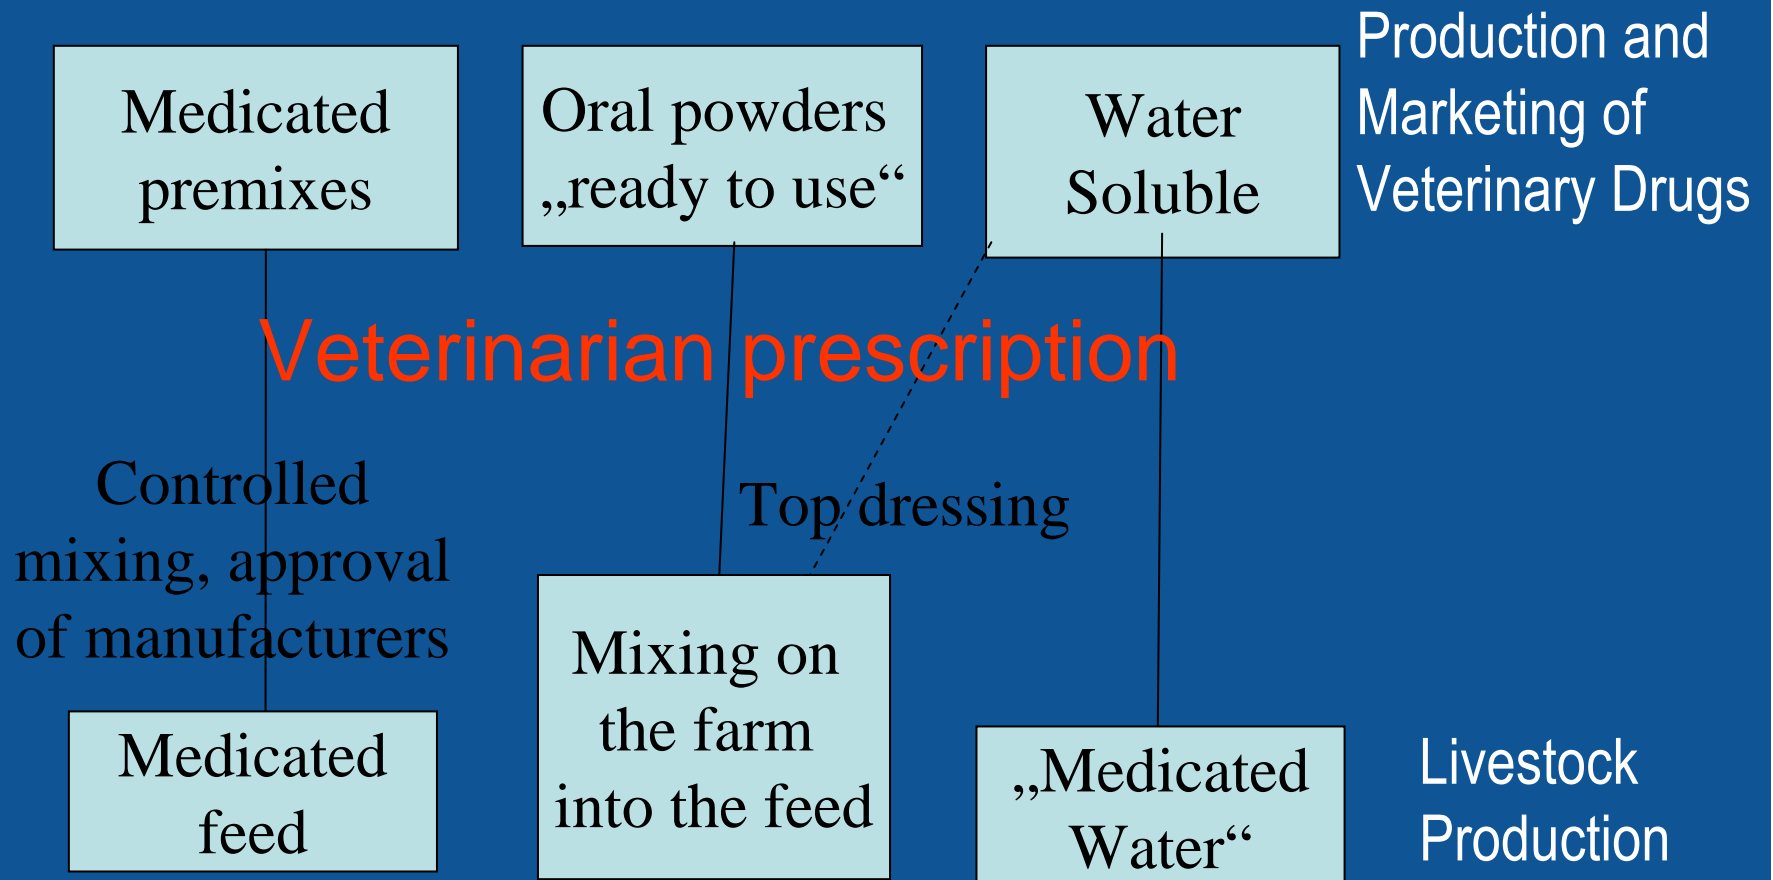 Medicated
premixes
Oral powders
„ready to use“
Water
Soluble
Production and
Marketing of
Veterinary Drugs
Veterinarian prescription
Controlled
mixing, approval
of manufacturers
Top dressing
Medicated
feed
Mixing on
the farm
into the feed
„Medicated
Water“
Livestock
Production